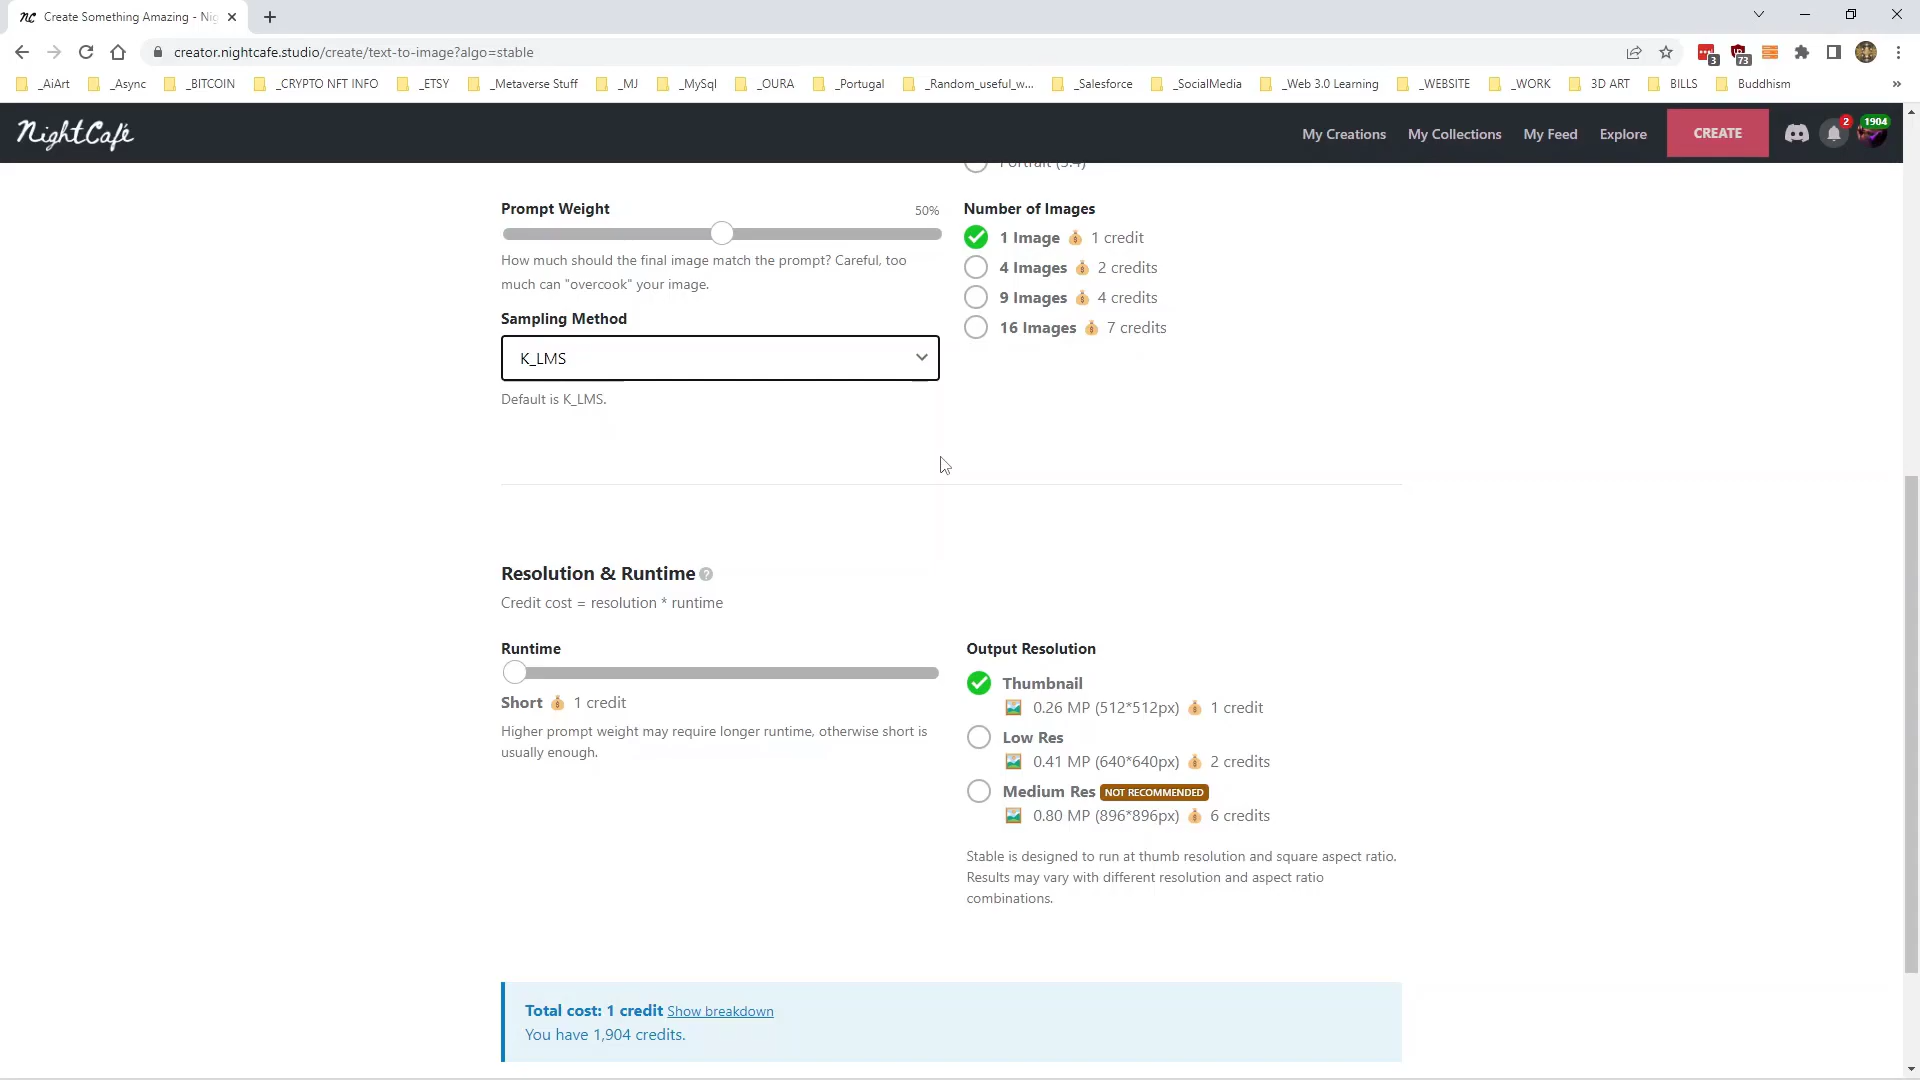 Create Something Amazing - Nig
creator.nightcafe.studio/create/text-to-image?algo=stable
3
73
_AiArt
_Async
_BITCOIN
_CRYPTO NFT INFO
_ETSY
_Metaverse Stuff
_MJ
_MySql
_OURA
_Portugal
_Random_useful_w...
_Salesforce
_SocialMedia
_Web 3.0 Learning
_WEBSITE
_WORK
3D ART
BILLS
Buddhism
»
NightCafé
My Creations
My Collections
My Feed
Explore
CREATE
2
1904
Portrait (3:4)
Prompt Weight
50%
How much should the final image match the prompt? Careful, too
much can "overcook" your image.
Sampling Method
K_LMS
Default is K_LMS.
Number of Images
1 Image 1 credit
4 Images 2 credits
9 Images 4 credits
16 Images 7 credits
Resolution & Runtime ?
Credit cost = resolution * runtime
Runtime
Short 1 credit
Higher prompt weight may require longer runtime, otherwise short is
usually enough.
Output Resolution
Thumbnail
0.26 MP (512*512px) 1 credit
Low Res
0.41 MP (640*640px) 2 credits
Medium Res NOT RECOMMENDED
0.80 MP (896*896px) 6 credits
Stable is designed to run at thumb resolution and square aspect ratio.
Results may vary with different resolution and aspect ratio
combinations.
Total cost: 1 credit Show breakdown
You have 1,904 credits.